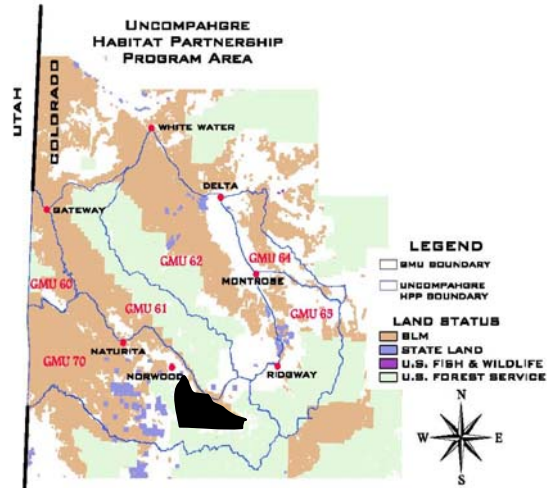 UNCOMPAHGRE
HABITAT PARTNERSHIP
PROGRAM AREA
UTAH
COLORADO
WHITE WATER
DELTA
GATEWAY
GMU 62
GMU 64
MONTROSE
GMU 60
GMU 61
GMU 63
NATURITA
GMU 70
NORWOOD
RIDGWAY
LEGEND
GMU BOUNDARY
UNCOMPAHGRE
HPP BOUNDARY
LAND STATUS
BLM
STATE LAND
U.S. FISH & WILDLIFE
U.S. FOREST SERVICE
N
W
E
S